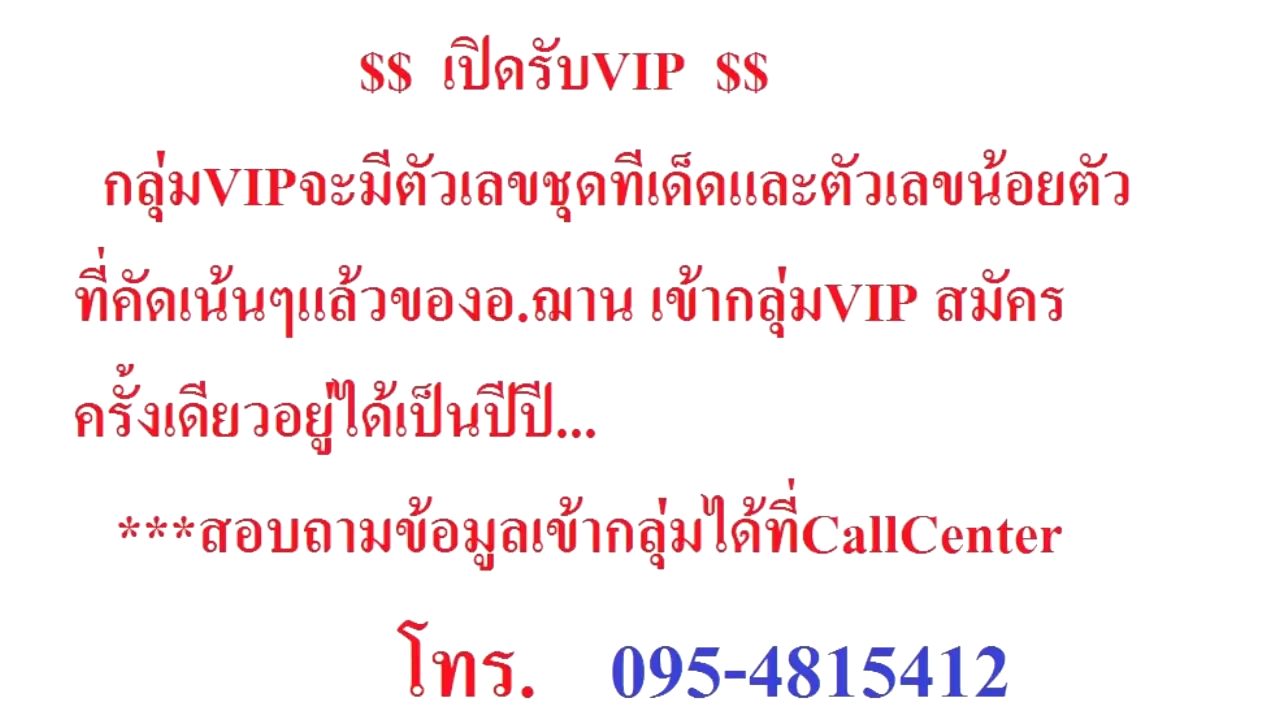 $$ เปิดรับVIP $$
กลุ่มVIPจะมีตัวเลขชุดทีเด็ดและตัวเลขน้อยตัว
ที่คัดเน้นๆแล้วของอ.ฌาน เข้ากลุ่มVIP สมัคร
ครั้งเดียวอยู่ได้เป็นปีปี...
***สอบถามข้อมูลเข้ากลุ่มได้ที่CallCenter
โทร. 095-4815412